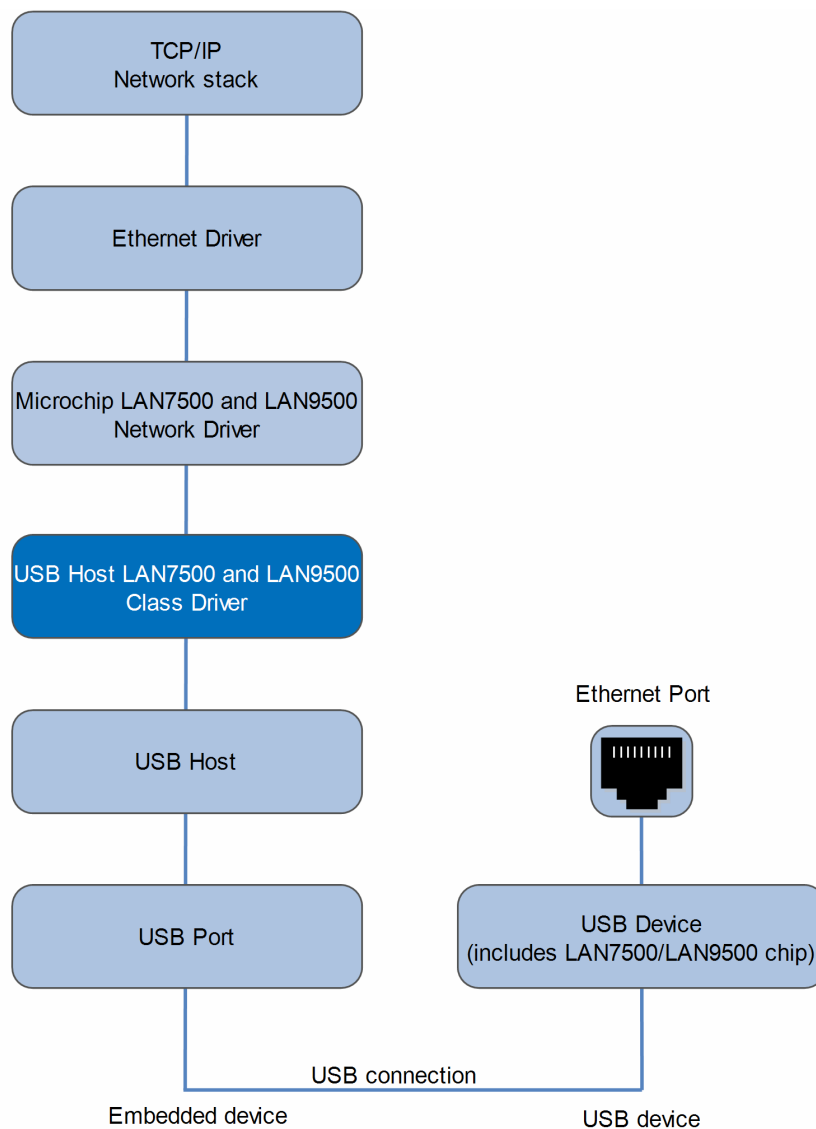 TCP/IP
Network stack
Ethernet Driver
Microchip LAN7500 and LAN9500
Network Driver
USB Host LAN7500 and LAN9500
Class Driver
USB Host
Ethernet Port
USB Port
USB Device
(includes LAN7500/LAN9500 chip)
USB connection
Embedded device
USB device